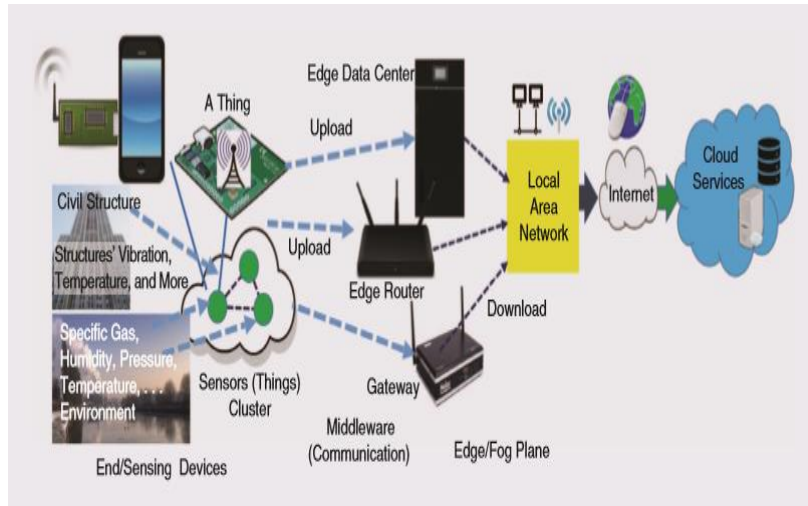 A Thing
Edge Data Center
Upload
Civil Structure
Structures' Vibration,
Temperature, and More
Upload
Edge Router
Local
Area
Network
Internet
Cloud
Services
Specific Gas,
Humidity, Pressure,
Temperature, . . .
Environment
Sensors (Things)
Cluster
Gateway
Download
Middleware
(Communication)
Edge/Fog Plane
End/Sensing Devices